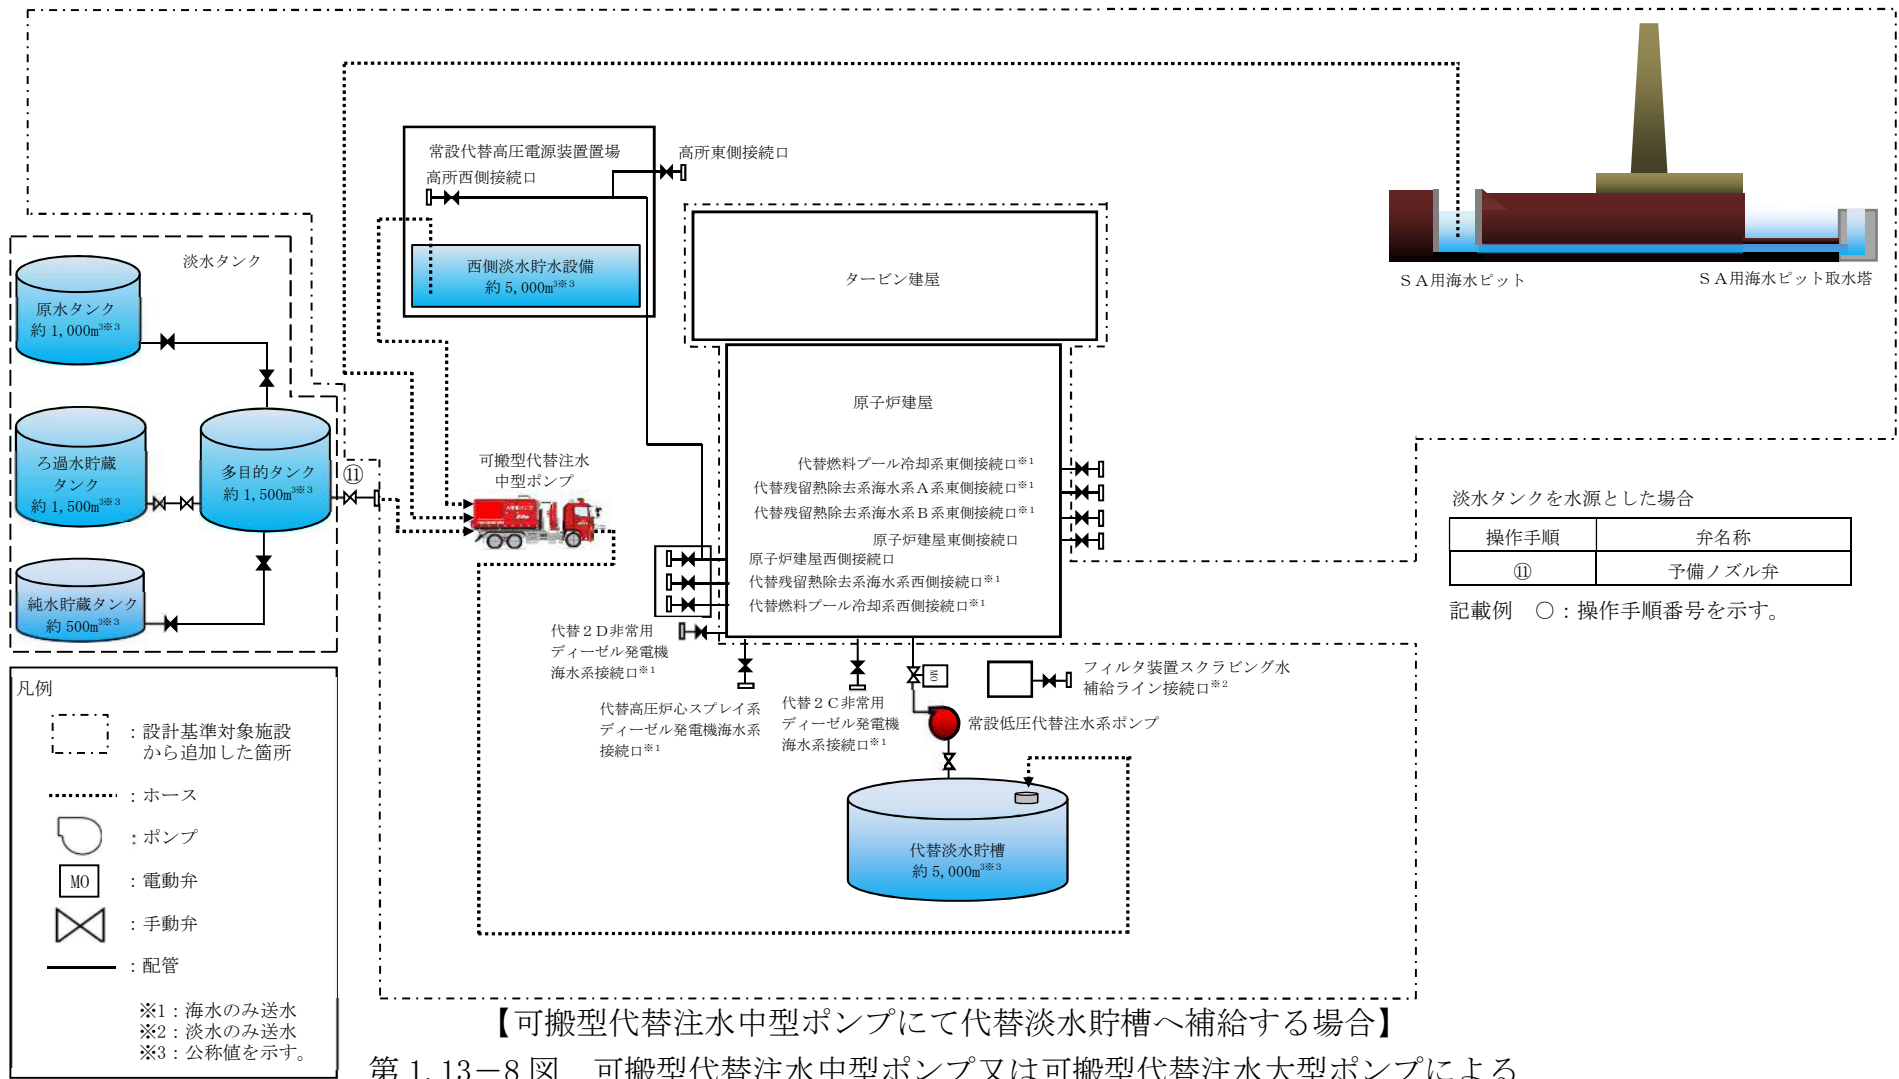 常設代替高圧電源装置置場
高所西側接続口
高所東側接続口
西側淡水貯水設備
約5,000m³※3
淡水タンク
原水タンク
約1,000m³※3
ろ過水貯蔵
タンク
約1,500m³※3
多目的タンク
約1,500m³※3
純水貯蔵タンク
約500m³※3
⑪
可搬型代替注水
中型ポンプ
タービン建屋
原子炉建屋
代替燃料プール冷却系東側接続口※1
代替残留熱除去系海水系A系東側接続口※1
代替残留熱除去系海水系B系東側接続口※1
原子炉建屋東側接続口
原子炉建屋西側接続口
代替残留熱除去系海水系西側接続口※1
代替燃料プール冷却系西側接続口※1
代替2D非常用
ディーゼル発電機
海水系接続口※1
代替高圧炉心スプレイ系
ディーゼル発電機海水系
接続口※1
代替2C非常用
ディーゼル発電機
海水系接続口※1
MO
フィルタ装置スクラビング水
補給ライン接続口※2
常設低圧代替注水系ポンプ
代替淡水貯槽
約5,000m³※3
SA用海水ピット
SA用海水ピット取水塔
淡水タンクを水源とした場合
操作手順 弁名称
⑪ 予備ノズル弁
記載例 ○:操作手順番号を示す。
凡例
:設計基準対象施設
から追加した箇所
:ホース
:ポンプ
MO :電動弁
:手動弁
:配管
※1:海水のみ送水
※2:淡水のみ送水
※3:公称値を示す。
【可搬型代替注水中型ポンプにて代替淡水貯槽へ補給する場合】
第1.13-8図 可搬型代替注水中型ポンプ又は可搬型代替注水大型ポンプによる